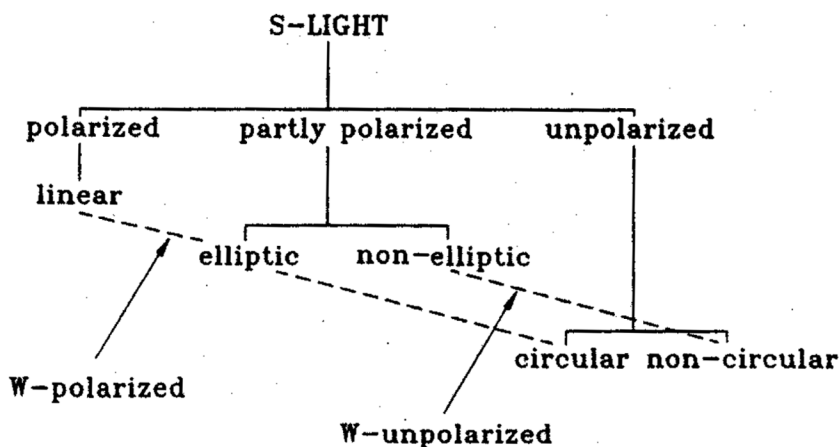 S-LIGHT
polarized partly polarized unpolarized
linear
elliptic non-elliptic
circular non-circular
W-polarized
W-unpolarized